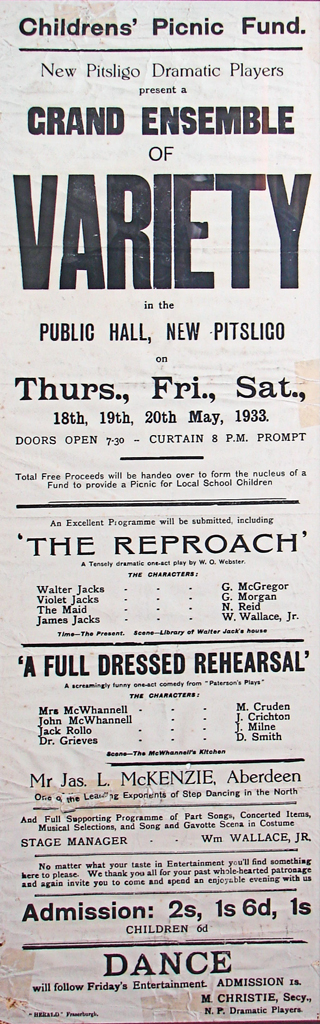 Childrens' Picnic Fund.
New Pitsligo Dramatic Players
present a
GRAND ENSEMBLE
OF
VARIETY
in the
PUBLIC HALL, NEW PITSLIGO
on
Thurs., Fri., Sat.,
18th, 19th, 20th May, 1933.
DOORS OPEN 7-30 – CURTAIN 8 P.M. PROMPT
Total Free Proceeds will be handed over to form the nucleus of a
Fund to provide a Picnic for Local School Children
An Excellent Programme will be submitted, including
'THE REPROACH'
A Tensely dramatic one-act play by W. O. Webster.
THE CHARACTERS:
Walter Jacks - - - G. McGregor
Violet Jacks - - - G. Morgan
The Maid - - - N. Reid
James Jacks - - - W. Wallace, Jr.
Time—The Present. Scene—Library of Walter Jack's house
'A FULL DRESSED REHEARSAL'
A screamingly funny one-act comedy from "Paterson's Plays"
THE CHARACTERS:
Mrs McWhannell - - - M. Cruden
John McWhannell - - - J. Crichton
Jack Rollo - - - J. Milne
Dr. Grieves - - - D. Smith
Scene—The McWhannell's Kitchen
Mr Jas. L. McKENZIE, Aberdeen
One of the Leading Exponents of Step Dancing in the North
And Full Supporting Programme of Part Songs, Concerted Items,
Musical Selections, and Song and Gavotte Scena in Costume
STAGE MANAGER - - Wm WALLACE, JR.
No matter what your taste in Entertainment you'll find something
here to please. We thank you all for your past whole-hearted patronage
and again invite you to come and spend an enjoyable evening with us
Admission: 2s, 1s 6d, 1s
CHILDREN 6d
DANCE
will follow Friday's Entertainment. ADMISSION 1s.
M. CHRISTIE, Secy.,
"HERALD" Fraserburgh. N. P. Dramatic Players.